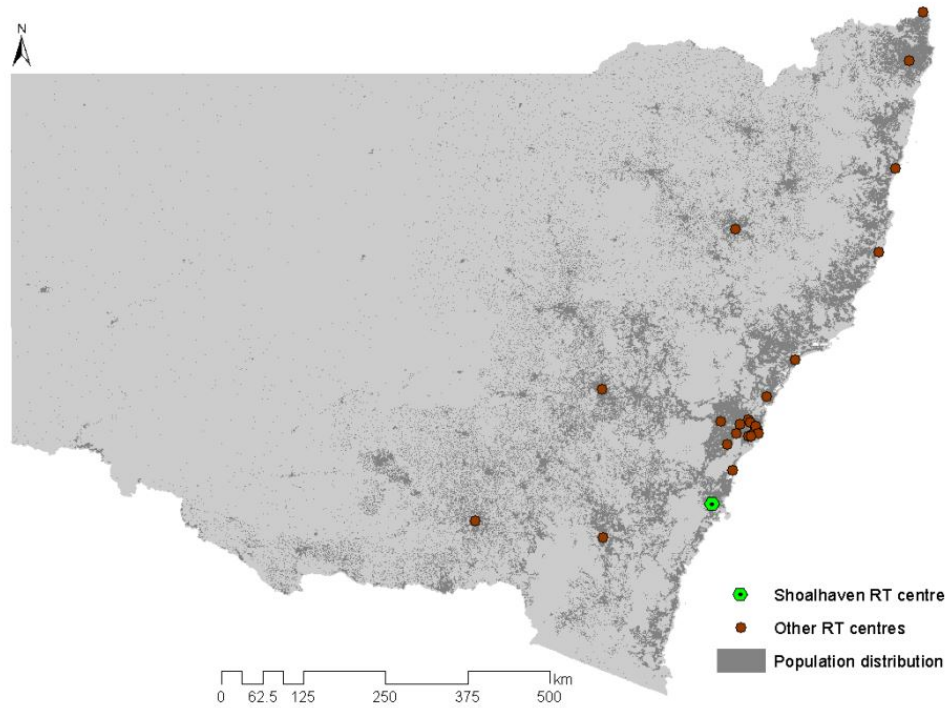 N
Shoalhaven RT centre
Other RT centres
Population distribution
km
0 62.5 125 250 375 500